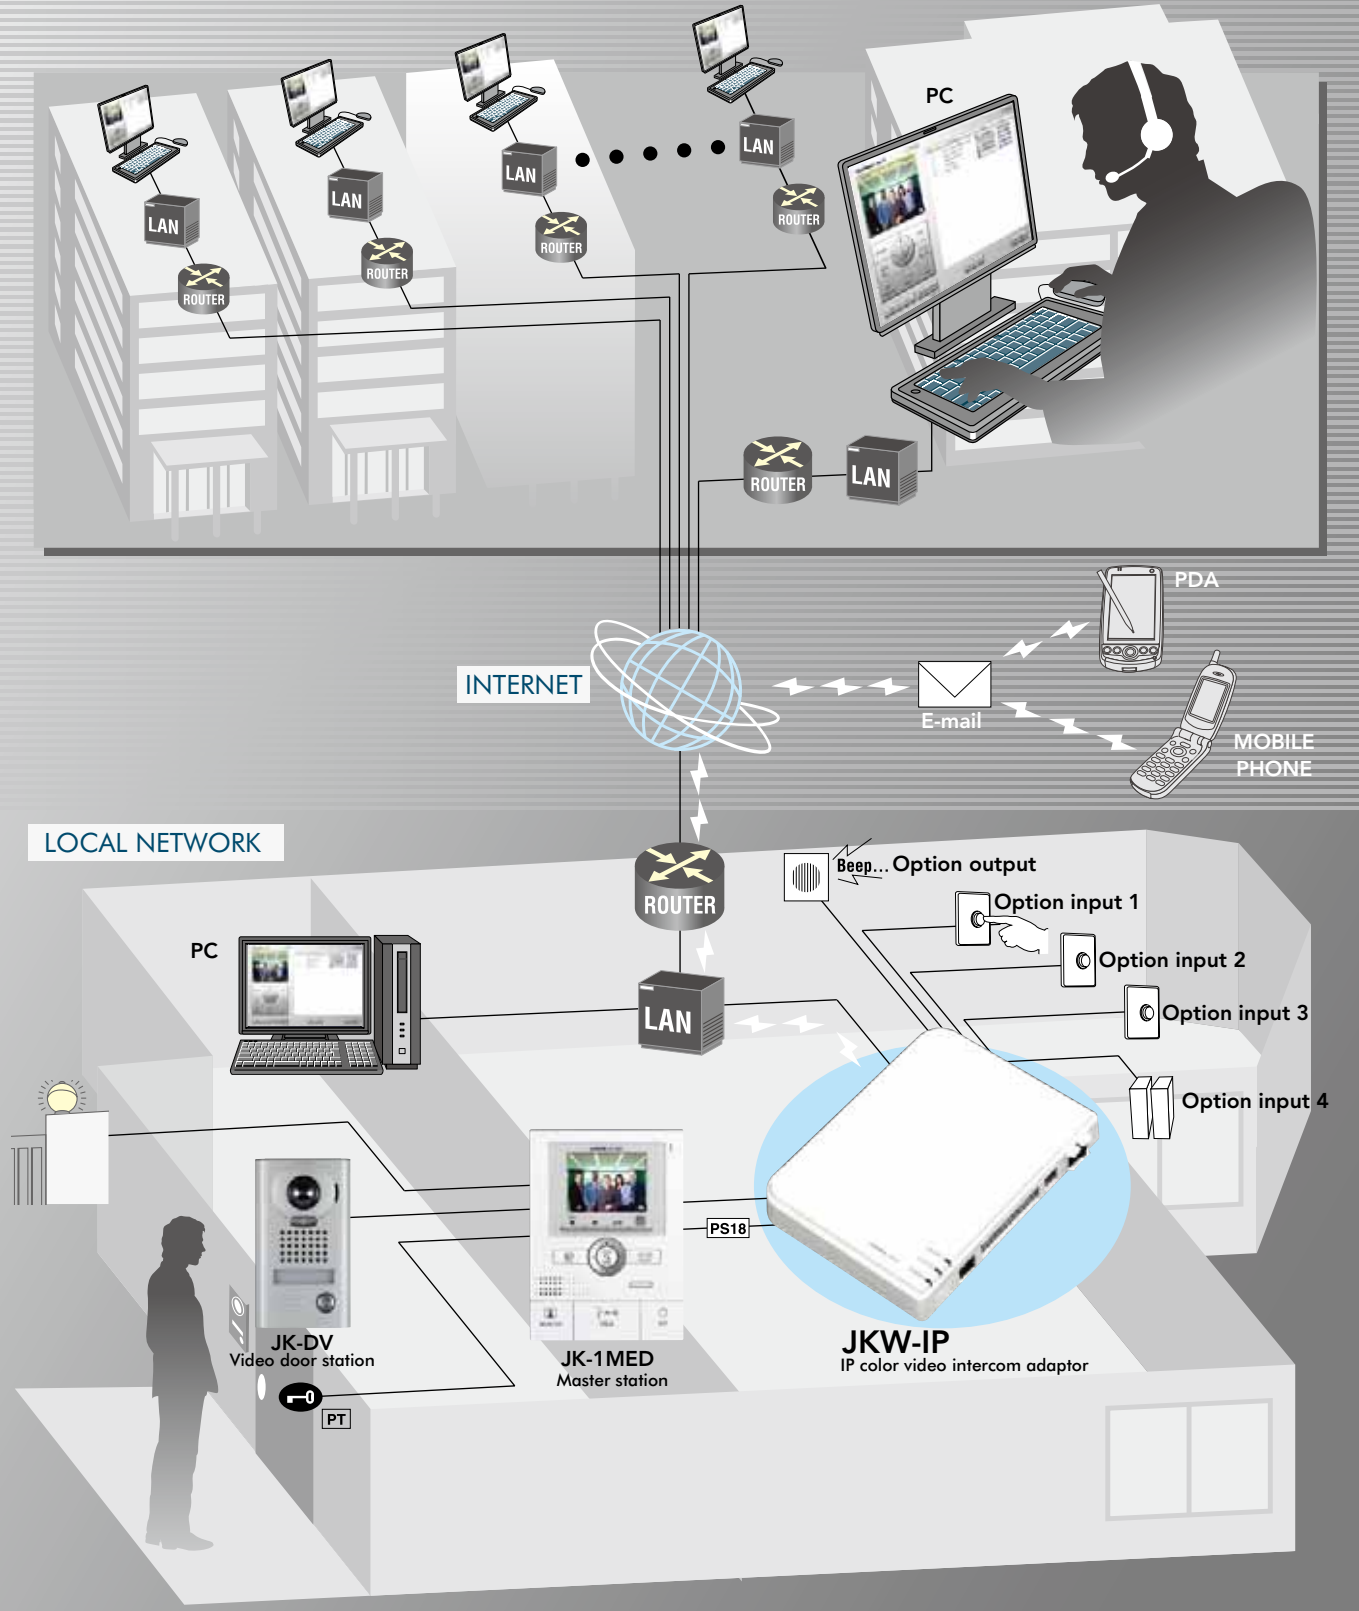 PC
LAN
LAN
LAN
LAN
ROUTER
ROUTER
ROUTER
ROUTER
ROUTER
LAN
INTERNET
PDA
E-mail
MOBILE
PHONE
LOCAL NETWORK
ROUTER
Beep... Option output
Option input 1
PC
Option input 2
LAN
Option input 3
Option input 4
PS18
JK-DV
Video door station
JK-1MED
Master station
JKW-IP
IP color video intercom adaptor
PT